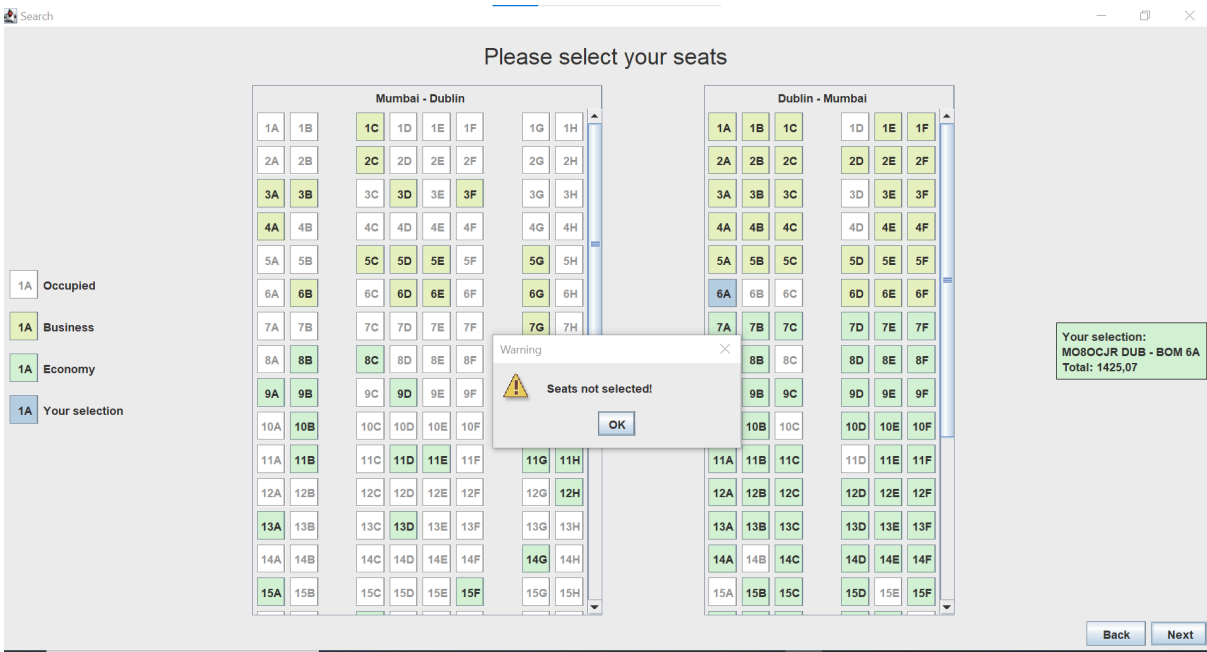 Search
Please select your seats
Mumbai - Dublin
1A 1B 1C 1D 1E 1F 1G 1H
2A 2B 2C 2D 2E 2F 2G 2H
3A 3B 3C 3D 3E 3F 3G 3H
4A 4B 4C 4D 4E 4F 4G 4H
5A 5B 5C 5D 5E 5F 5G 5H
6A 6B 6C 6D 6E 6F 6G 6H
7A 7B 7C 7D 7E 7F 7G 7H
8A 8B 8C 8D 8E 8F
9A 9B 9C 9D 9E 9F
10A 10B 10C 10D 10E 10F
11A 11B 11C 11D 11E 11F 11G 11H
12A 12B 12C 12D 12E 12F 12G 12H
13A 13B 13C 13D 13E 13F 13G 13H
14A 14B 14C 14D 14E 14F 14G 14H
15A 15B 15C 15D 15E 15F 15G 15H
Dublin - Mumbai
1A 1B 1C 1D 1E 1F
2A 2B 2C 2D 2E 2F
3A 3B 3C 3D 3E 3F
4A 4B 4C 4D 4E 4F
5A 5B 5C 5D 5E 5F
6A 6B 6C 6D 6E 6F
7A 7B 7C 7D 7E 7F
8B 8C 8D 8E 8F
9B 9C 9D 9E 9F
10B 10C 10D 10E 10F
11A 11B 11C 11D 11E 11F
12A 12B 12C 12D 12E 12F
13A 13B 13C 13D 13E 13F
14A 14B 14C 14D 14E 14F
15A 15B 15C 15D 15E 15F
1A Occupied
1A Business
1A Economy
1A Your selection
Warning
Seats not selected!
OK
Your selection:
MO8OCJR DUB - BOM 6A
Total: 1425,07
Back Next